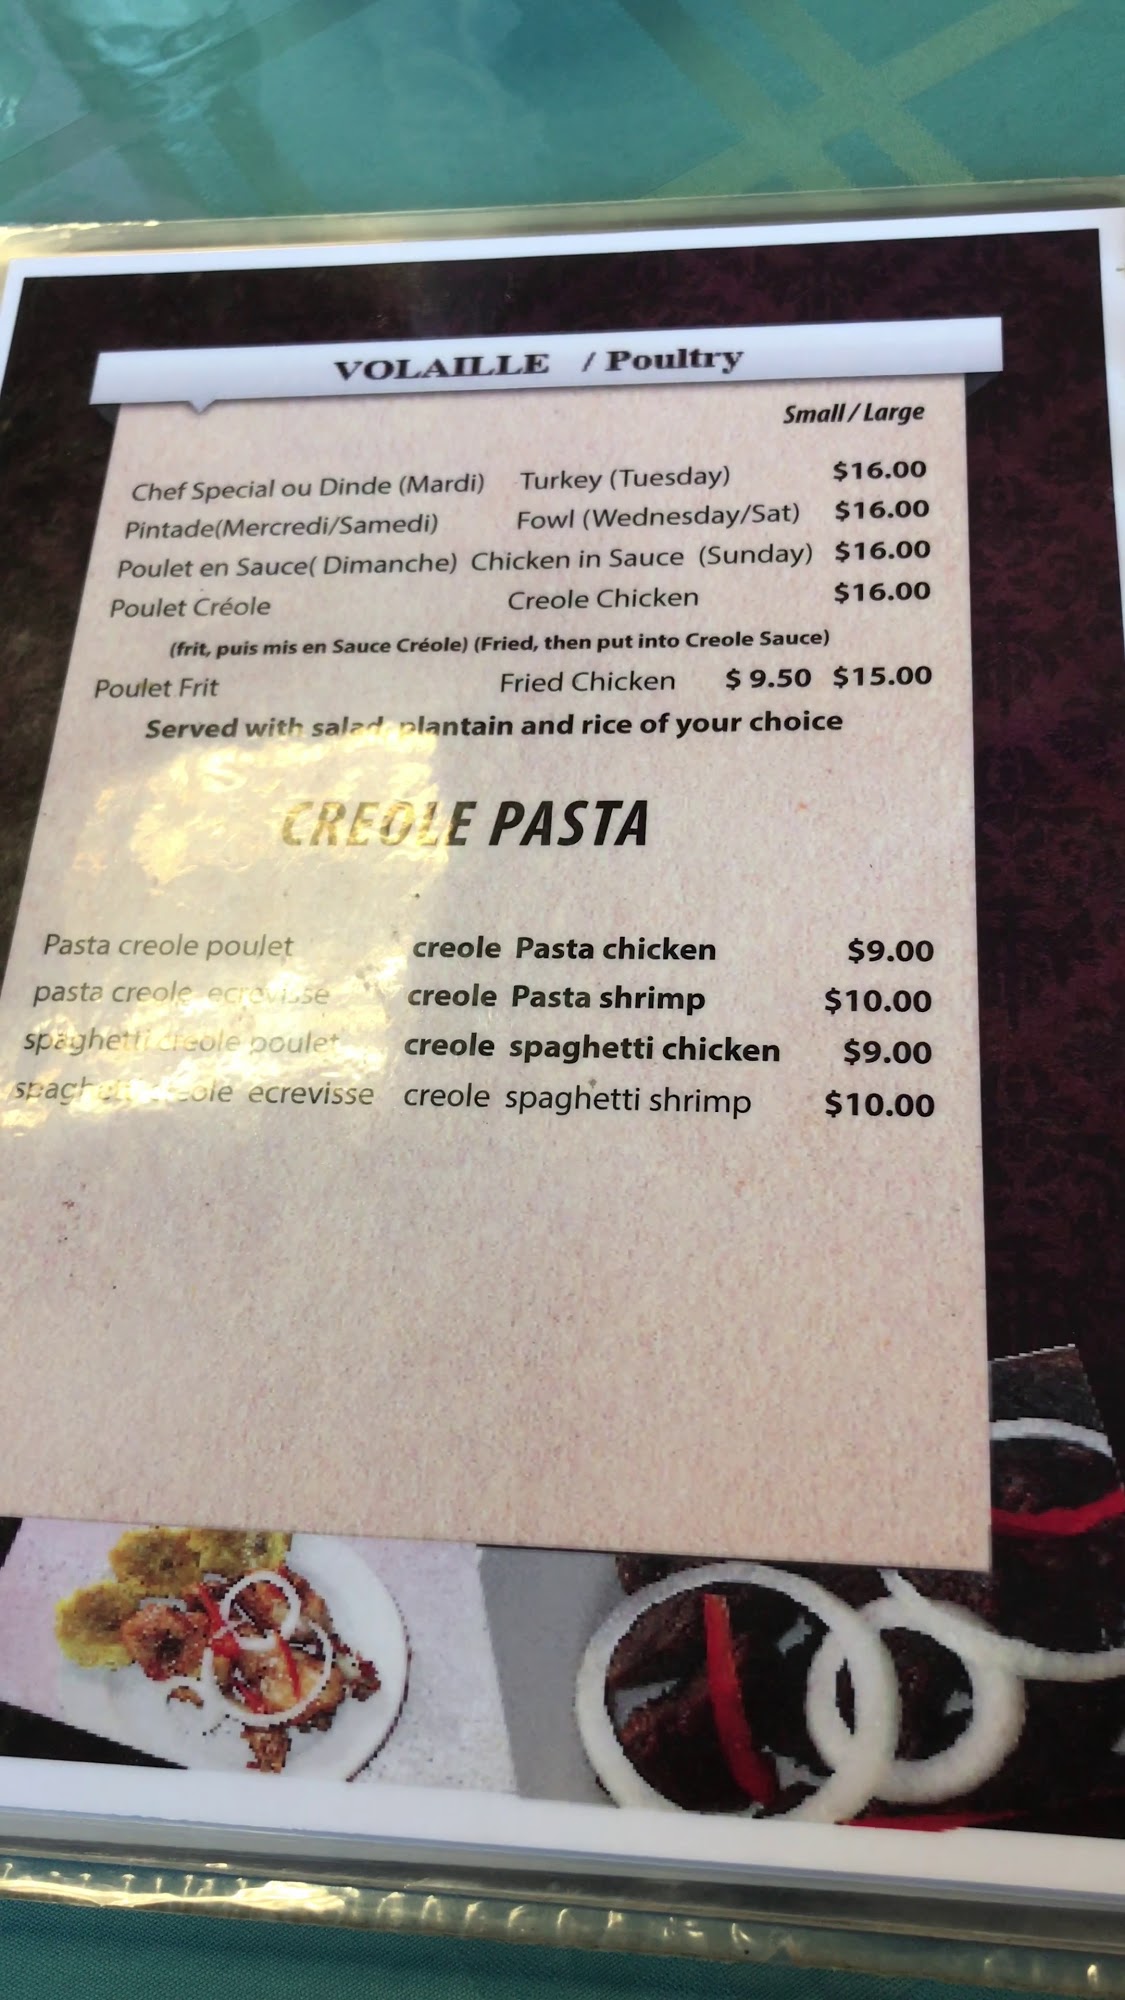 VOLAILLE / Poultry
Small / Large
Chef Special ou Dinde (Mardi) Turkey (Tuesday) $16.00
Pintade(Mercredi/Samedi) Fowl (Wednesday/Sat) $16.00
Poulet en Sauce( Dimanche) Chicken in Sauce (Sunday) $16.00
Poulet Créole Creole Chicken $16.00
(frit, puis mis en Sauce Créole) (Fried, then put into Creole Sauce)
Poulet Frit Fried Chicken $ 9.50 $15.00
Served with salad, plantain and rice of your choice
CREOLE PASTA
Pasta creole poulet creole Pasta chicken $9.00
pasta creole ecrevisse creole Pasta shrimp $10.00
spaghetti creole poulet creole spaghetti chicken $9.00
spaghetti creole ecrevisse creole spaghetti shrimp $10.00